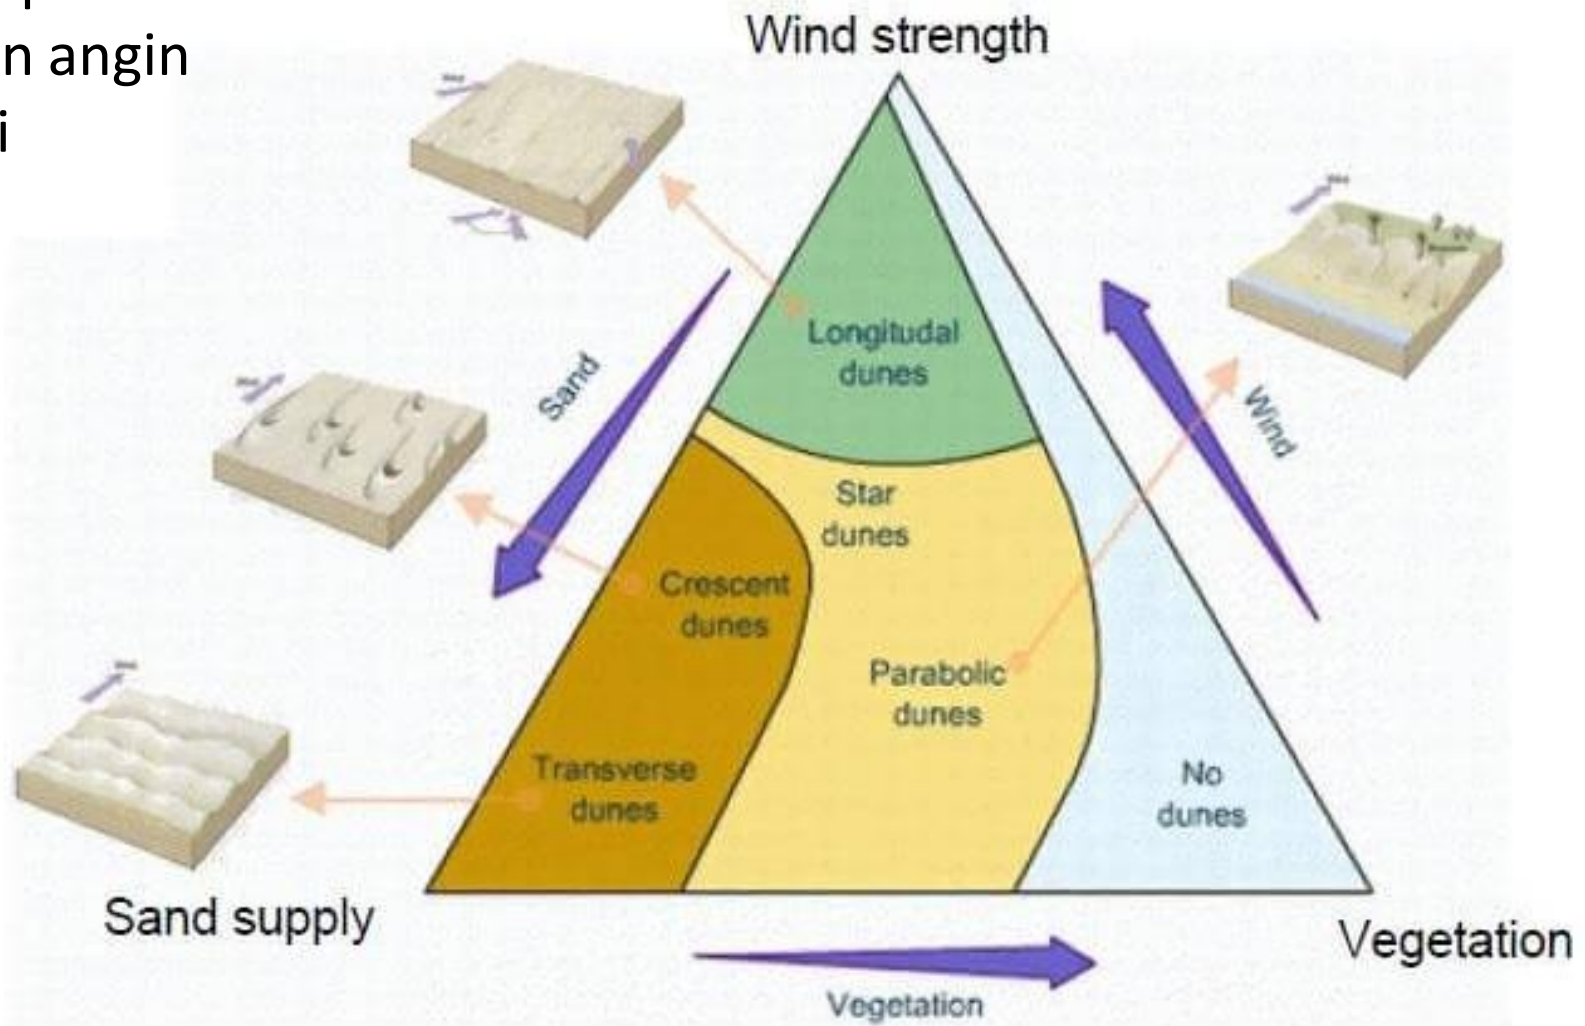 n angin
i
Wind strength
Sand
Wind
Longitudal
dunes
Star
dunes
Crescent
dunes
Parabolic
dunes
Transverse
dunes
No
dunes
Sand supply
Vegetation
Vegetation